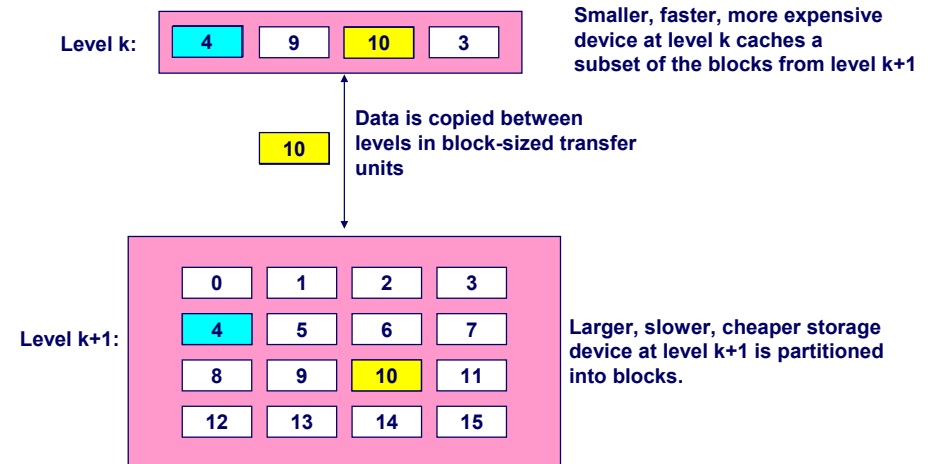 Smaller, faster, more expensive
device at level k caches a
subset of the blocks from level k+1
Level k:
4 9 10 3
Data is copied between
levels in block-sized transfer
units
10
0 1 2 3
Level k+1:
4 5 6 7
8 9 10 11
12 13 14 15
Larger, slower, cheaper storage
device at level k+1 is partitioned
into blocks.